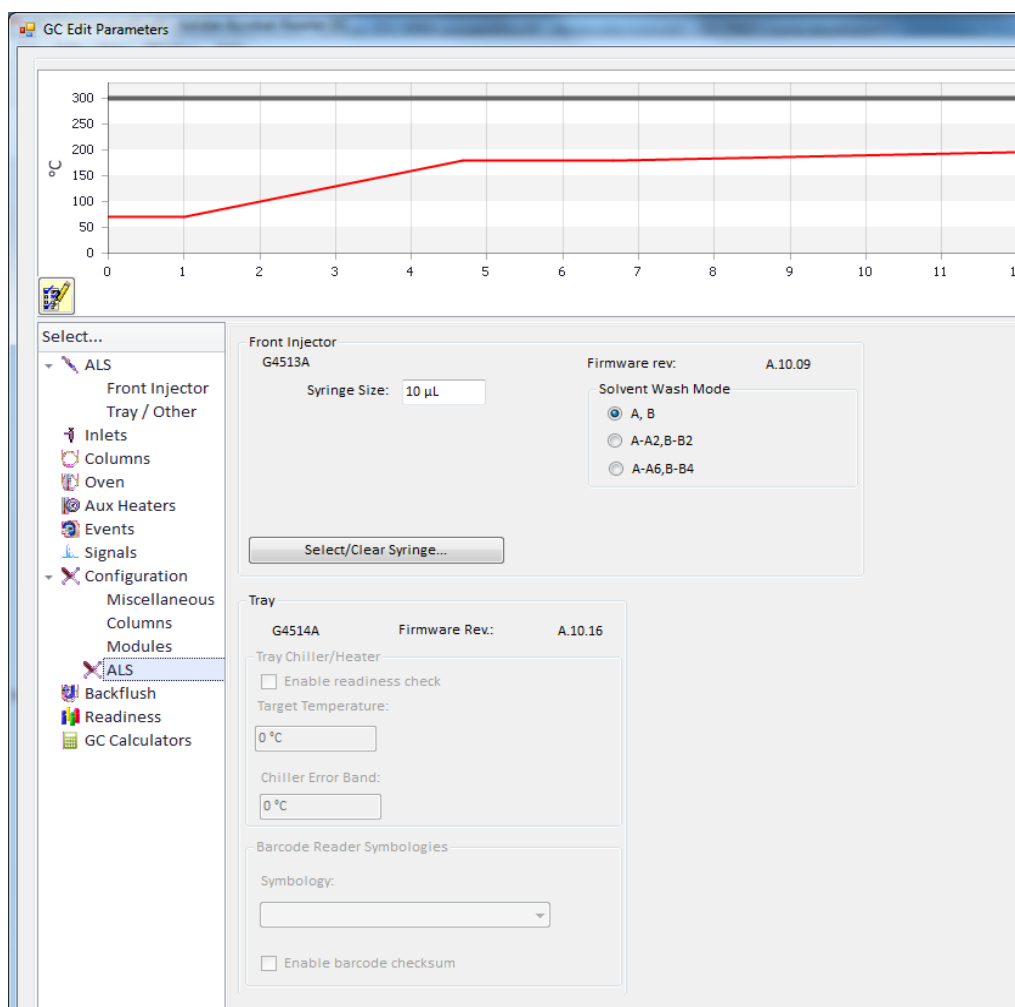 GC Edit Parameters
300
250
200
150
100
50
0
°C
0 1 2 3 4 5 6 7 8 9 10 11
Select...
ALS
Front Injector
Tray / Other
Inlets
Columns
Oven
Aux Heaters
Events
Signals
Configuration
Miscellaneous
Columns
Modules
ALS
Backflush
Readiness
GC Calculators
Front Injector
G4513A Firmware rev: A.10.09
Syringe Size: 10 µL
Solvent Wash Mode
A, B
A-A2,B-B2
A-A6,B-B4
Select/Clear Syringe...
Tray
G4514A Firmware Rev.: A.10.16
Tray Chiller/Heater
Enable readiness check
Target Temperature:
0 °C
Chiller Error Band:
0 °C
Barcode Reader Symbologies
Symbology:
Enable barcode checksum